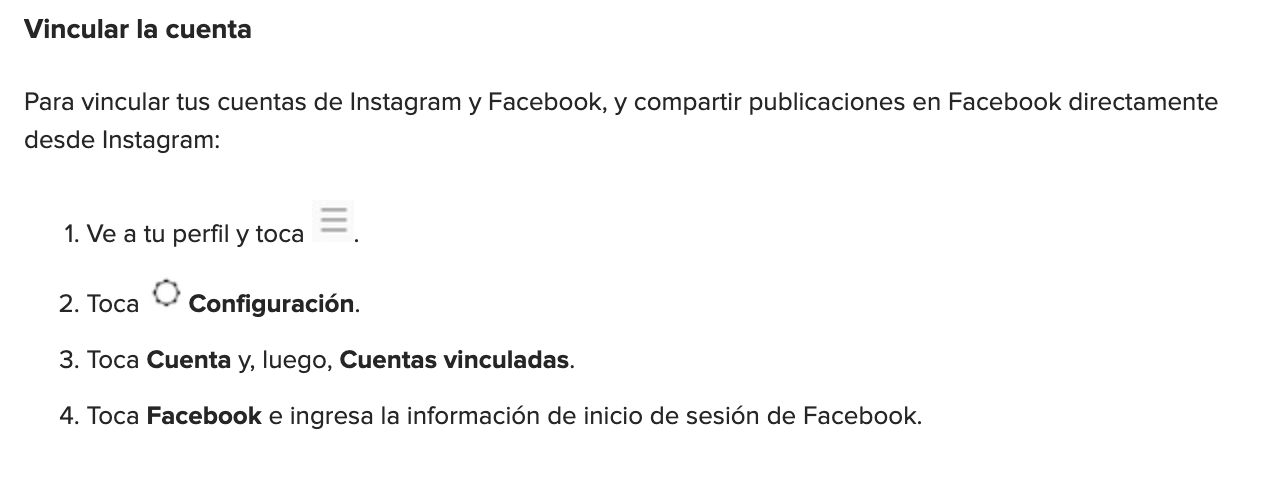 Vincular la cuenta
Para vincular tus cuentas de Instagram y Facebook, y compartir publicaciones en Facebook directamente
desde Instagram:
1. Ve a tu perfil y toca .
2. Toca Configuración.
3. Toca Cuenta y, luego, Cuentas vinculadas.
4. Toca Facebook e ingresa la información de inicio de sesión de Facebook.